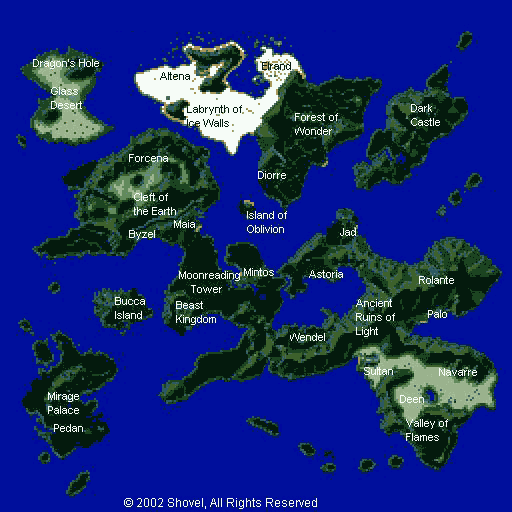 Dragon's Hole
Elrand
Altena
Glass
Desert
Labrynth of
Ice Walls
Dark
Castle
Forest of
Wonder
Forcena
Diorre
Cleft of
the Earth
Island of
Oblivion
Maia
Byzel
Jad
Moonreading
Tower
Mintos
Astoria
Rolante
Bucca
Island
Beast
Kingdom
Ancient
Ruins of
Light
Palo
Wendel
Sultan
Navarre
Mirage
Palace
Deen
Pedan
Valley of
Flames
© 2002 Shovel, All Rights Reserved